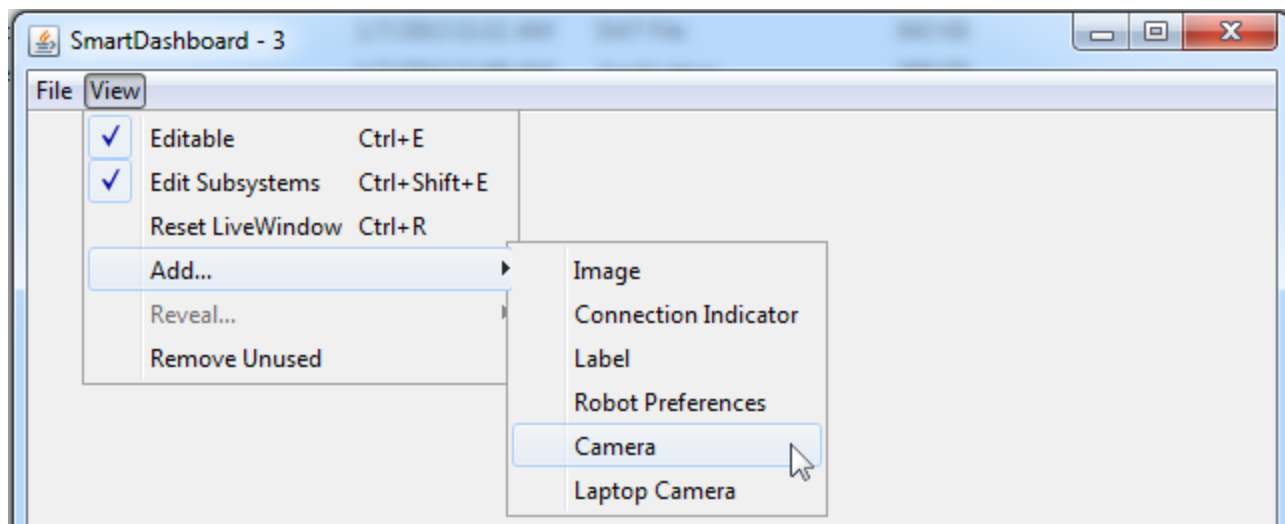 SmartDashboard - 3
File View
Editable Ctrl+E
Edit Subsystems Ctrl+Shift+E
Reset LiveWindow Ctrl+R
Add...
Reveal...
Remove Unused
Image
Connection Indicator
Label
Robot Preferences
Camera
Laptop Camera